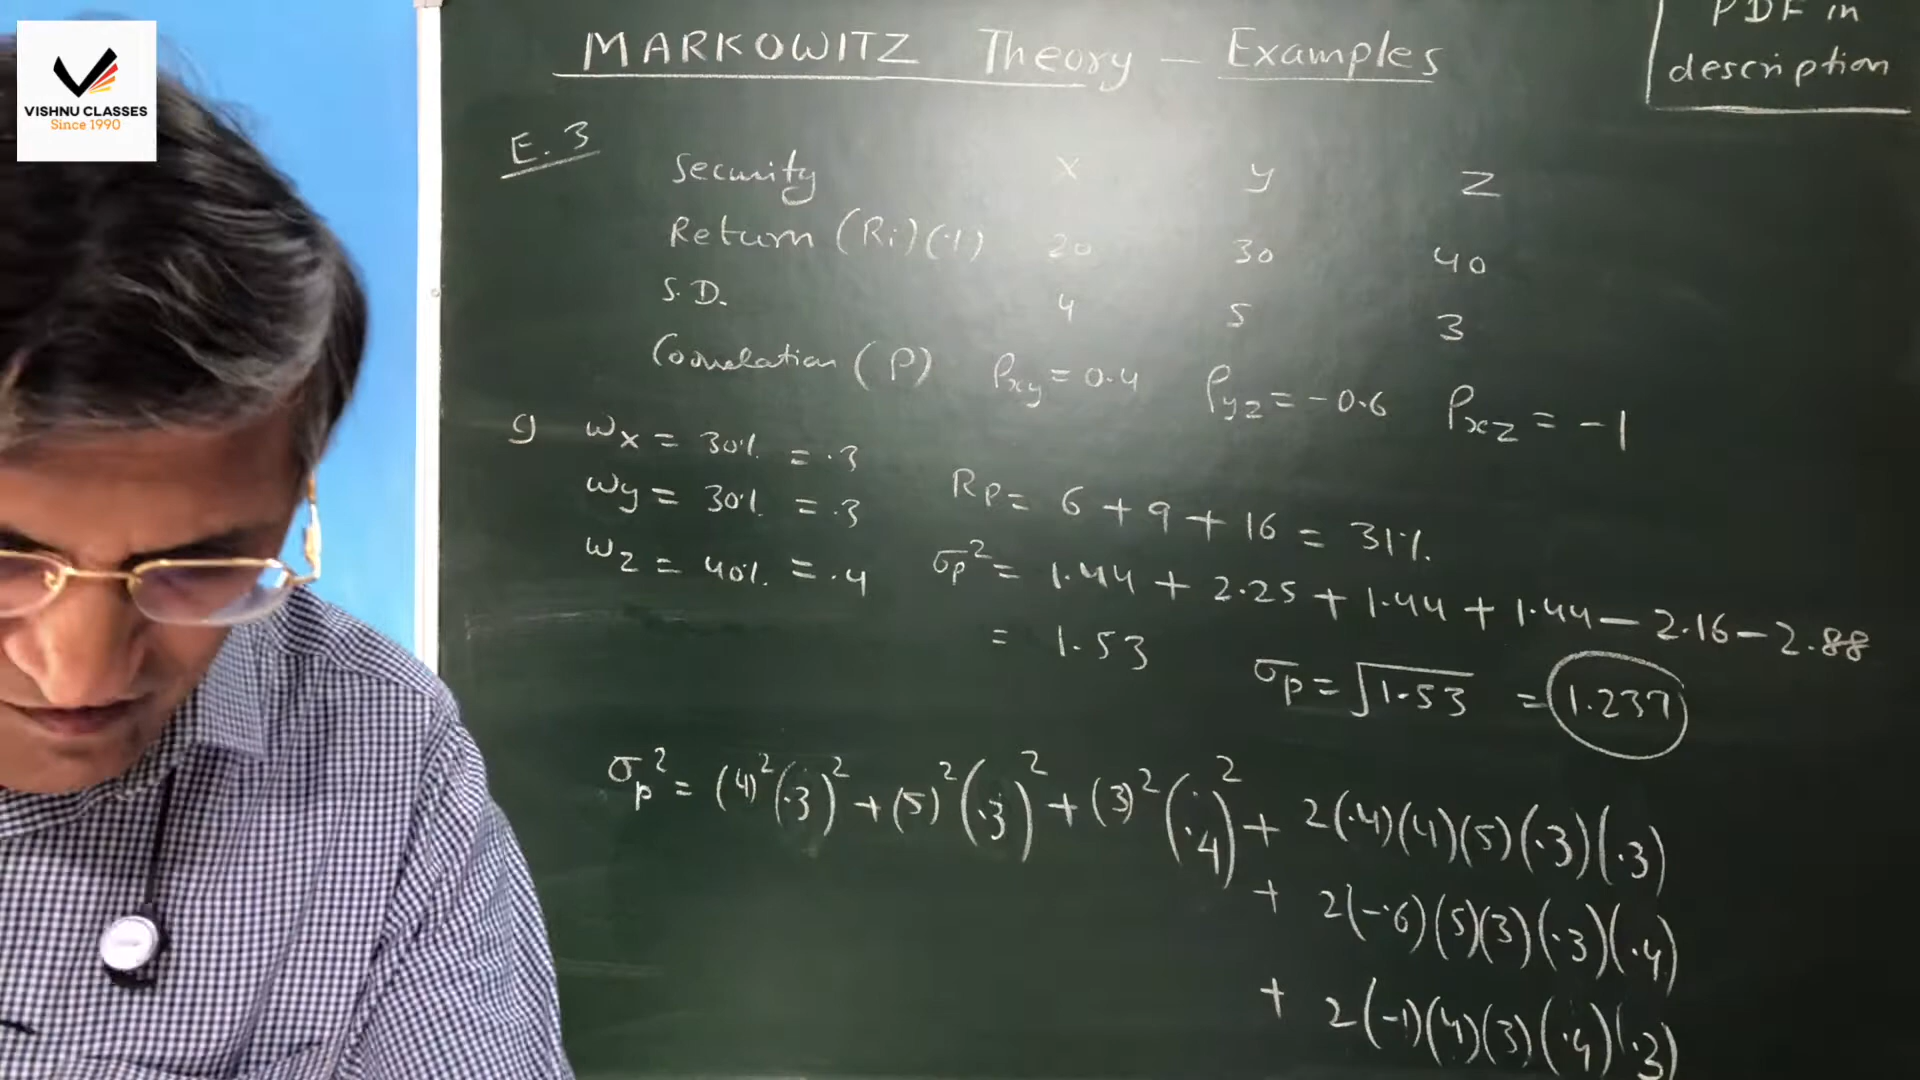 VISHNU CLASSES
Since 1990
MARKOWITZ Theory — Examples
PDF in
description
E.3
Security X y Z
Return (Ri)(%) 20 30 40
S.D. 4 5 3
Correlation (ρ) ρxy = 0.4 ρyz = -0.6 ρxz = -1
9) wx = 30% = .3
wy = 30% = .3
wz = 40% = .4
Rp = 6 + 9 + 16 = 31%.
σp² = 1.44 + 2.25 + 1.44 + 1.44 - 2.16 - 2.88
= 1.53
σp = √1.53 = 1.237
σp² = (4)² (.3)² + (5)² (.3)² + (3)² (.4)² + 2(.4)(4)(5)(.3)(.3)
+ 2(-.6)(5)(3)(.3)(.4)
+ 2(-1)(4)(3)(.4)(.3)